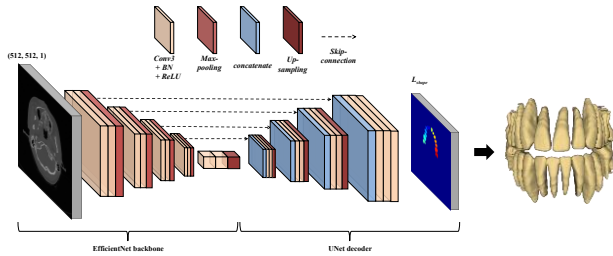 Conv3
+ BN
+ ReLU
Max-
pooling
concatenate
Up-
sampling
Skip-
connection
(512, 512, 1)
L_shape
EfficientNet backbone
UNet decoder